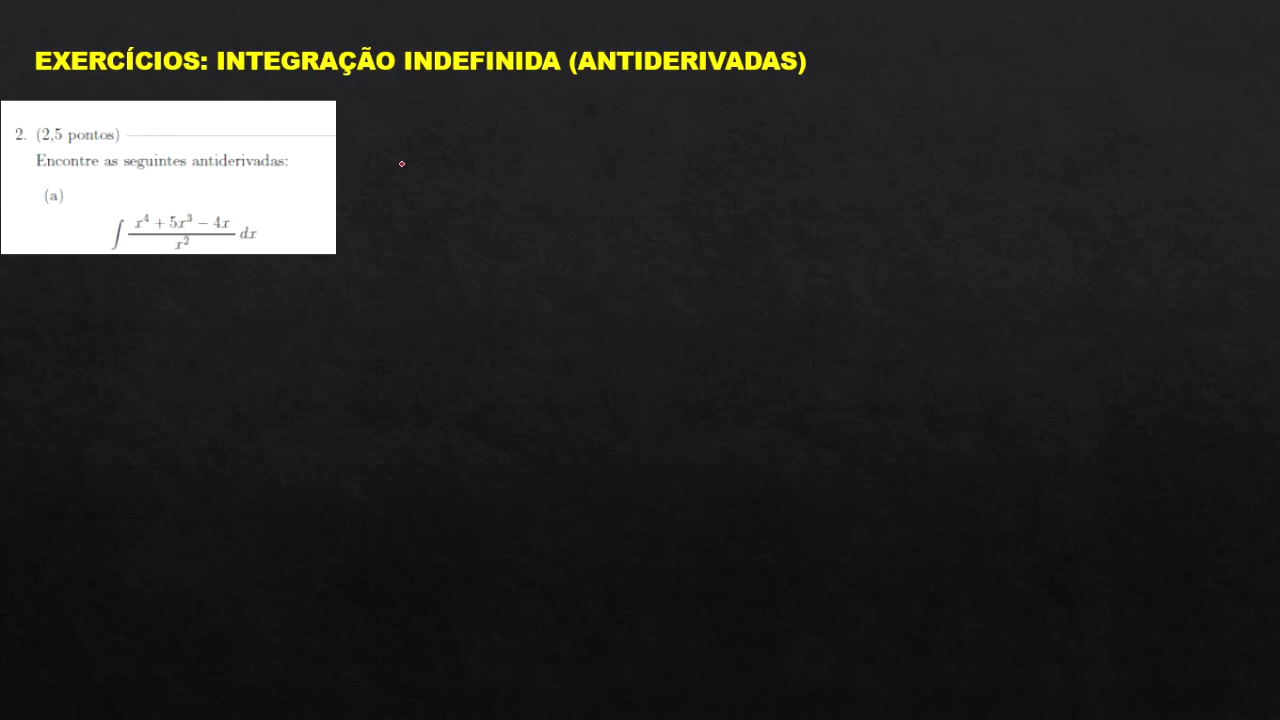 EXERCÍCIOS: INTEGRAÇÃO INDEFINIDA (ANTIDERIVADAS)
2. (2,5 pontos)
Encontre as seguintes antiderivadas:
(a)
∫ (x⁴ + 5x³ − 4x)/x² dx